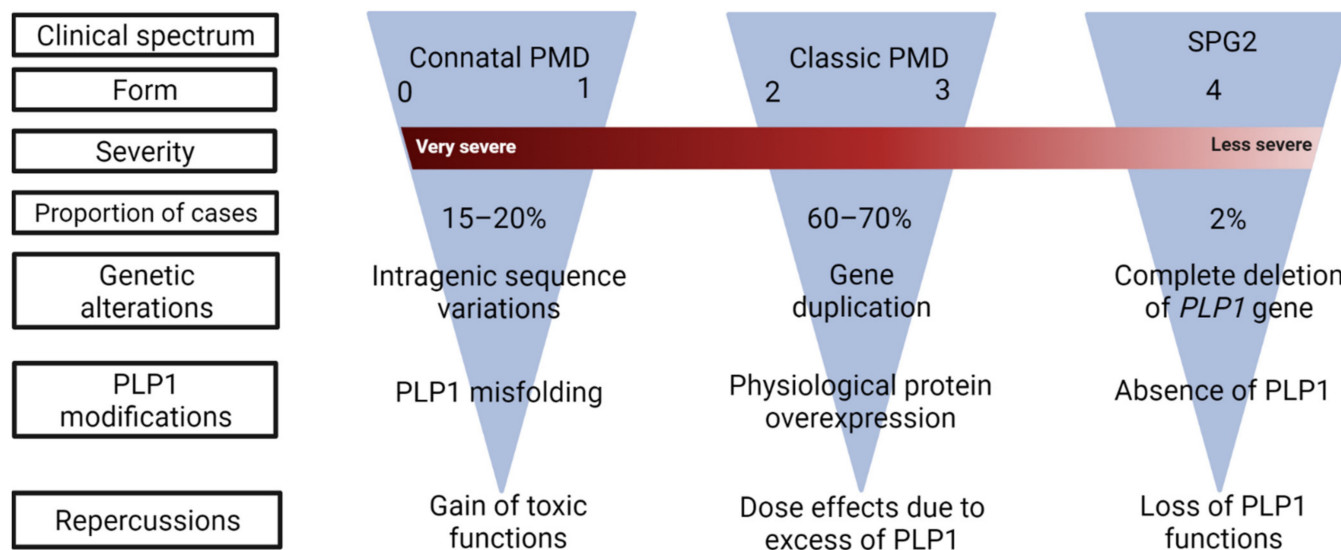 Clinical spectrum
Connatal PMD
Classic PMD
SPG2
Form
0
1
2
3
4
Severity
Very severe
Less severe
Proportion of cases
15–20%
60–70%
2%
Genetic
alterations
Intragenic sequence
variations
Gene
duplication
Complete deletion
of PLP1 gene
PLP1
modifications
PLP1 misfolding
Physiological protein
overexpression
Absence of PLP1
Repercussions
Gain of toxic
functions
Dose effects due to
excess of PLP1
Loss of PLP1
functions